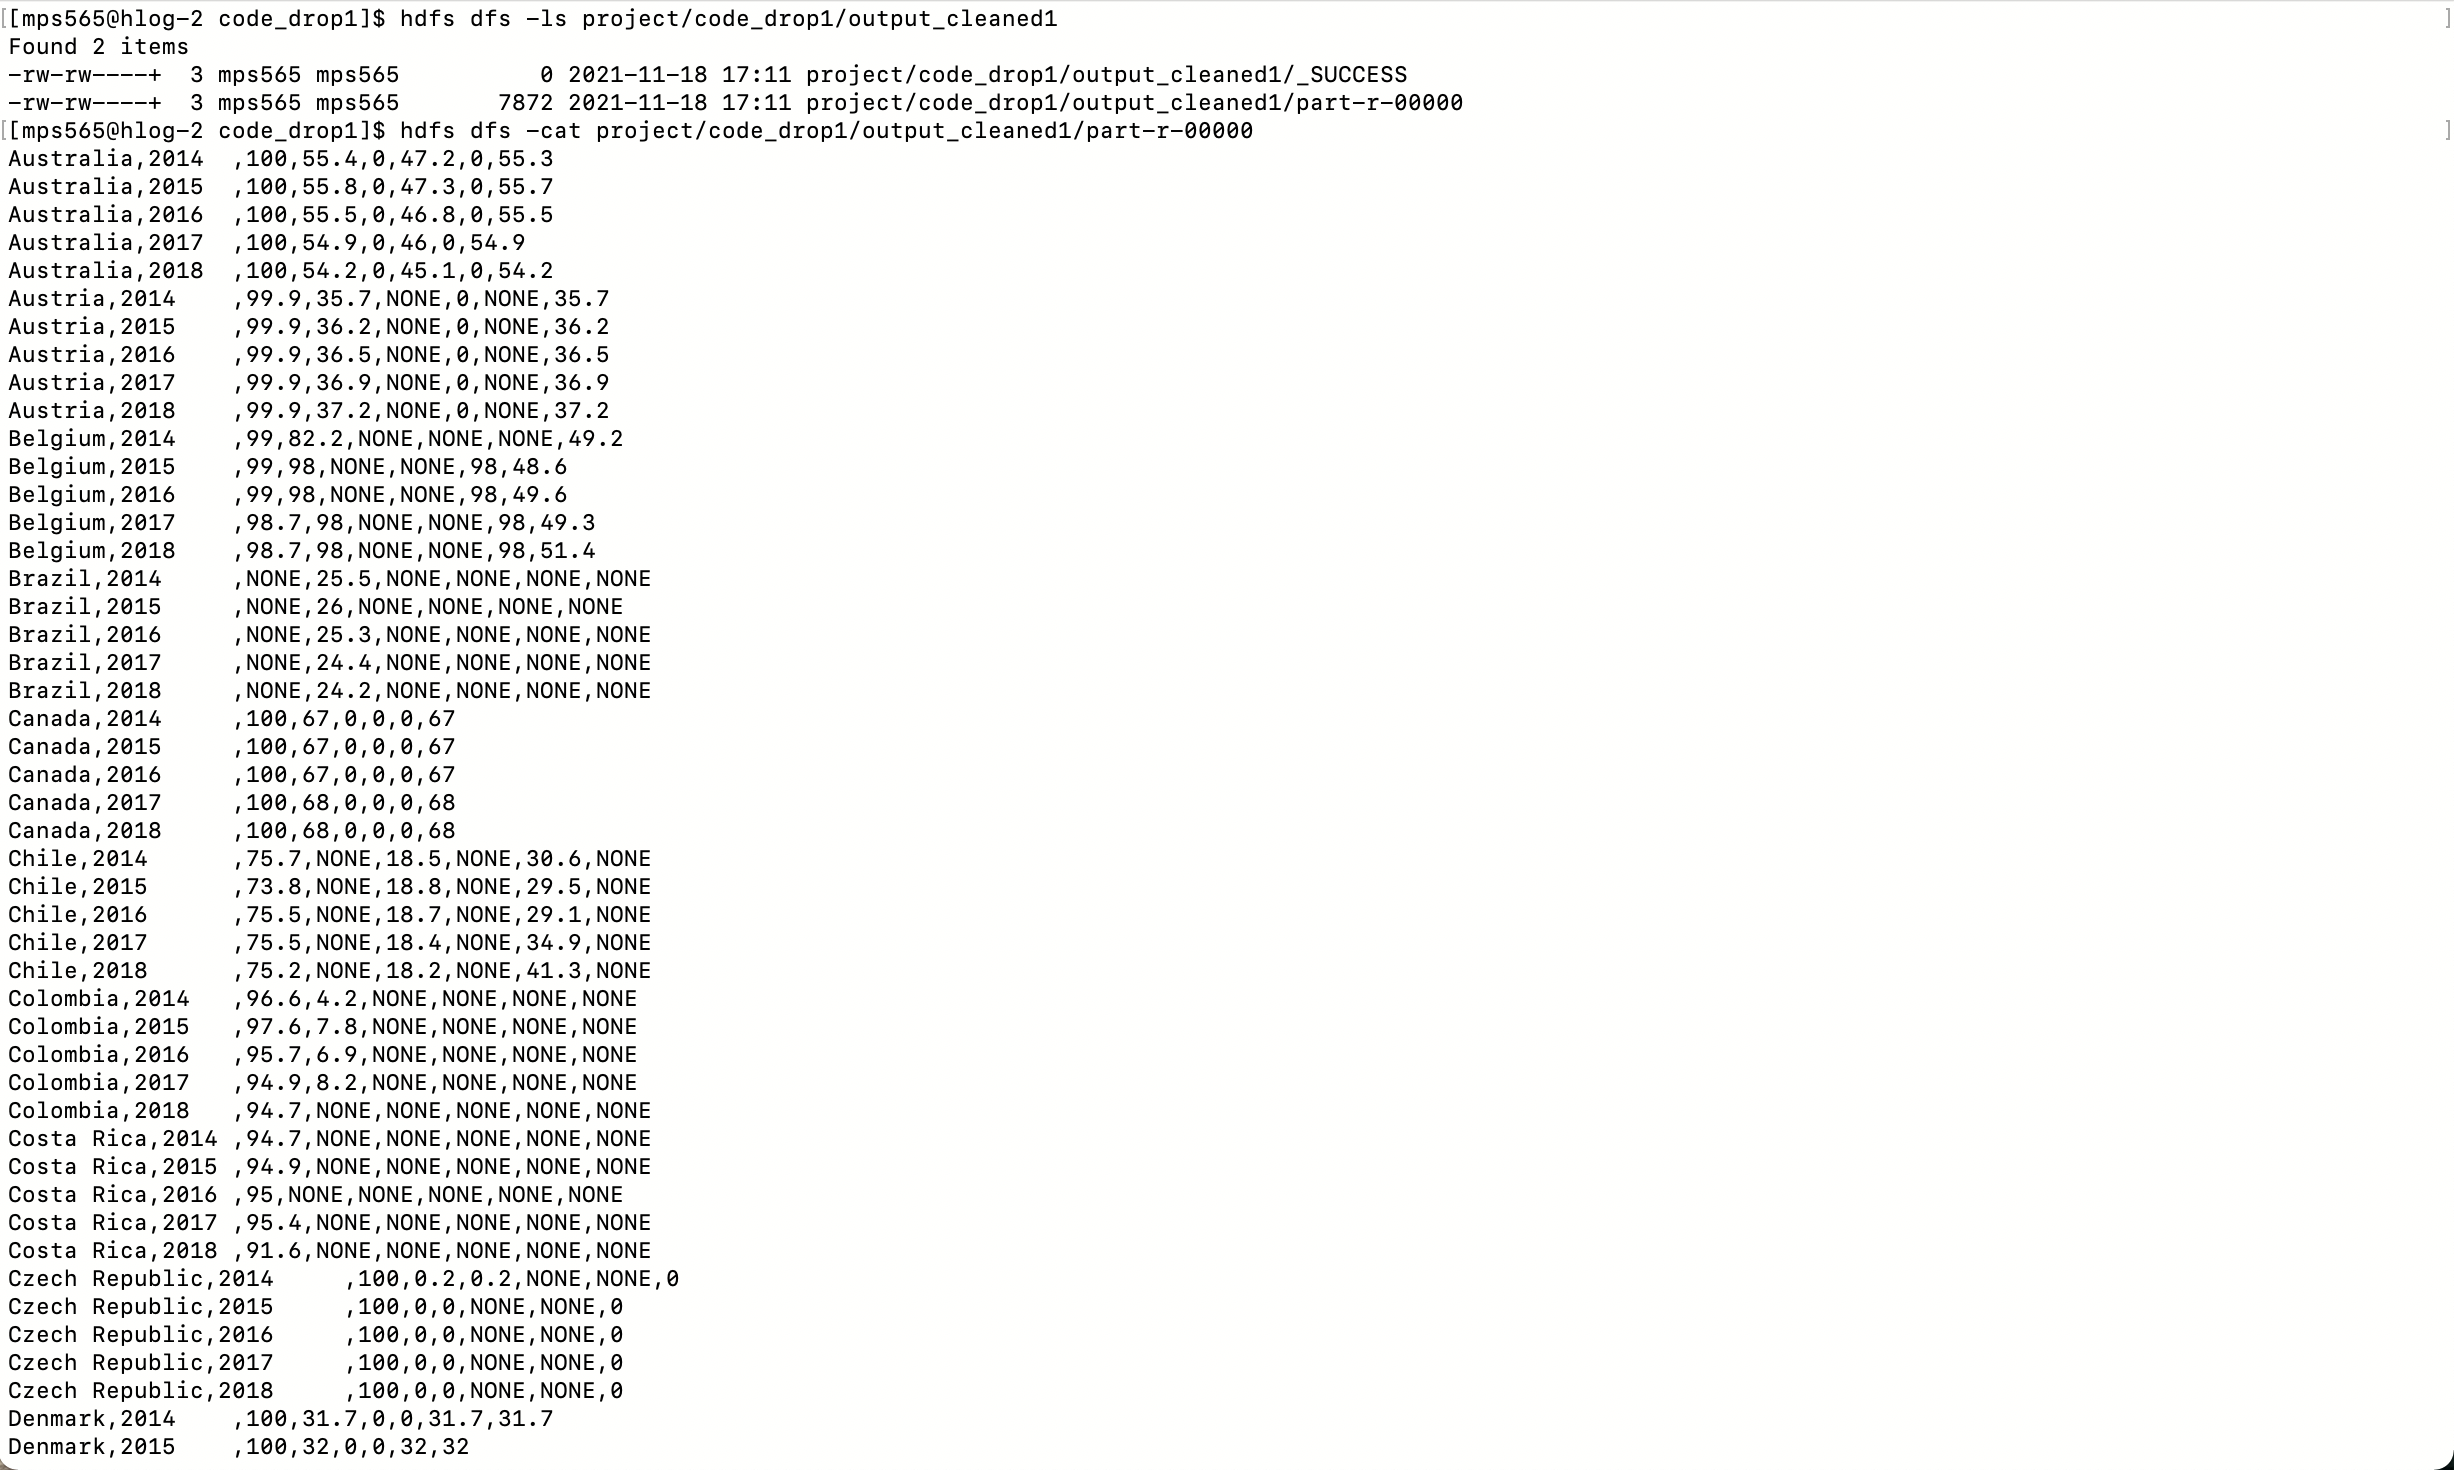 [[mps565@hlog-2 code_drop1]$ hdfs dfs -ls project/code_drop1/output_cleaned1 ]
Found 2 items
-rw-rw----+  3 mps565 mps565          0 2021-11-18 17:11 project/code_drop1/output_cleaned1/_SUCCESS
-rw-rw----+  3 mps565 mps565       7872 2021-11-18 17:11 project/code_drop1/output_cleaned1/part-r-00000
[[mps565@hlog-2 code_drop1]$ hdfs dfs -cat project/code_drop1/output_cleaned1/part-r-00000 ]
Australia,2014  ,100,55.4,0,47.2,0,55.3
Australia,2015  ,100,55.8,0,47.3,0,55.7
Australia,2016  ,100,55.5,0,46.8,0,55.5
Australia,2017  ,100,54.9,0,46,0,54.9
Australia,2018  ,100,54.2,0,45.1,0,54.2
Austria,2014    ,99.9,35.7,NONE,0,NONE,35.7
Austria,2015    ,99.9,36.2,NONE,0,NONE,36.2
Austria,2016    ,99.9,36.5,NONE,0,NONE,36.5
Austria,2017    ,99.9,36.9,NONE,0,NONE,36.9
Austria,2018    ,99.9,37.2,NONE,0,NONE,37.2
Belgium,2014    ,99,82.2,NONE,NONE,NONE,49.2
Belgium,2015    ,99,98,NONE,NONE,98,48.6
Belgium,2016    ,99,98,NONE,NONE,98,49.6
Belgium,2017    ,98.7,98,NONE,NONE,98,49.3
Belgium,2018    ,98.7,98,NONE,NONE,98,51.4
Brazil,2014     ,NONE,25.5,NONE,NONE,NONE,NONE
Brazil,2015     ,NONE,26,NONE,NONE,NONE,NONE
Brazil,2016     ,NONE,25.3,NONE,NONE,NONE,NONE
Brazil,2017     ,NONE,24.4,NONE,NONE,NONE,NONE
Brazil,2018     ,NONE,24.2,NONE,NONE,NONE,NONE
Canada,2014     ,100,67,0,0,0,67
Canada,2015     ,100,67,0,0,0,67
Canada,2016     ,100,67,0,0,0,67
Canada,2017     ,100,68,0,0,0,68
Canada,2018     ,100,68,0,0,0,68
Chile,2014      ,75.7,NONE,18.5,NONE,30.6,NONE
Chile,2015      ,73.8,NONE,18.8,NONE,29.5,NONE
Chile,2016      ,75.5,NONE,18.7,NONE,29.1,NONE
Chile,2017      ,75.5,NONE,18.4,NONE,34.9,NONE
Chile,2018      ,75.2,NONE,18.2,NONE,41.3,NONE
Colombia,2014   ,96.6,4.2,NONE,NONE,NONE,NONE
Colombia,2015   ,97.6,7.8,NONE,NONE,NONE,NONE
Colombia,2016   ,95.7,6.9,NONE,NONE,NONE,NONE
Colombia,2017   ,94.9,8.2,NONE,NONE,NONE,NONE
Colombia,2018   ,94.7,NONE,NONE,NONE,NONE,NONE
Costa Rica,2014 ,94.7,NONE,NONE,NONE,NONE,NONE
Costa Rica,2015 ,94.9,NONE,NONE,NONE,NONE,NONE
Costa Rica,2016 ,95,NONE,NONE,NONE,NONE,NONE
Costa Rica,2017 ,95.4,NONE,NONE,NONE,NONE,NONE
Costa Rica,2018 ,91.6,NONE,NONE,NONE,NONE,NONE
Czech Republic,2014     ,100,0.2,0.2,NONE,NONE,0
Czech Republic,2015     ,100,0,0,NONE,NONE,0
Czech Republic,2016     ,100,0,0,NONE,NONE,0
Czech Republic,2017     ,100,0,0,NONE,NONE,0
Czech Republic,2018     ,100,0,0,NONE,NONE,0
Denmark,2014    ,100,31.7,0,0,31.7,31.7
Denmark,2015    ,100,32,0,0,32,32